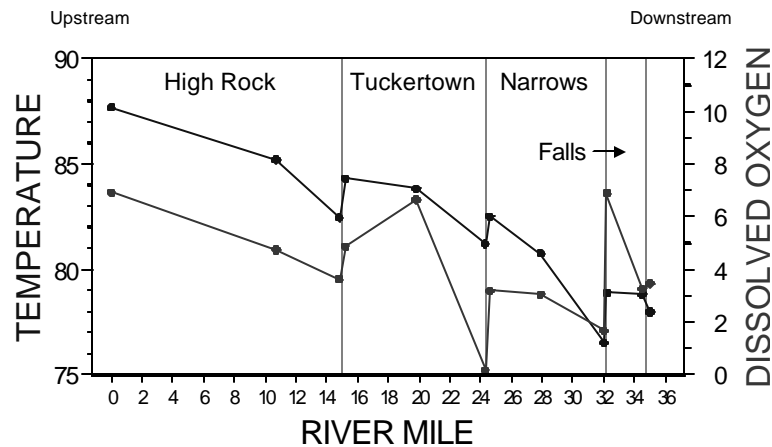 Upstream Downstream
90 12
High Rock Tuckertown Narrows
10
Falls
85 8
6
80 4
2
75 0
TEMPERATURE
DISSOLVED OXYGEN
0 2 4 6 8 10 12 14 16 18 20 22 24 26 28 30 32 34 36
RIVER MILE